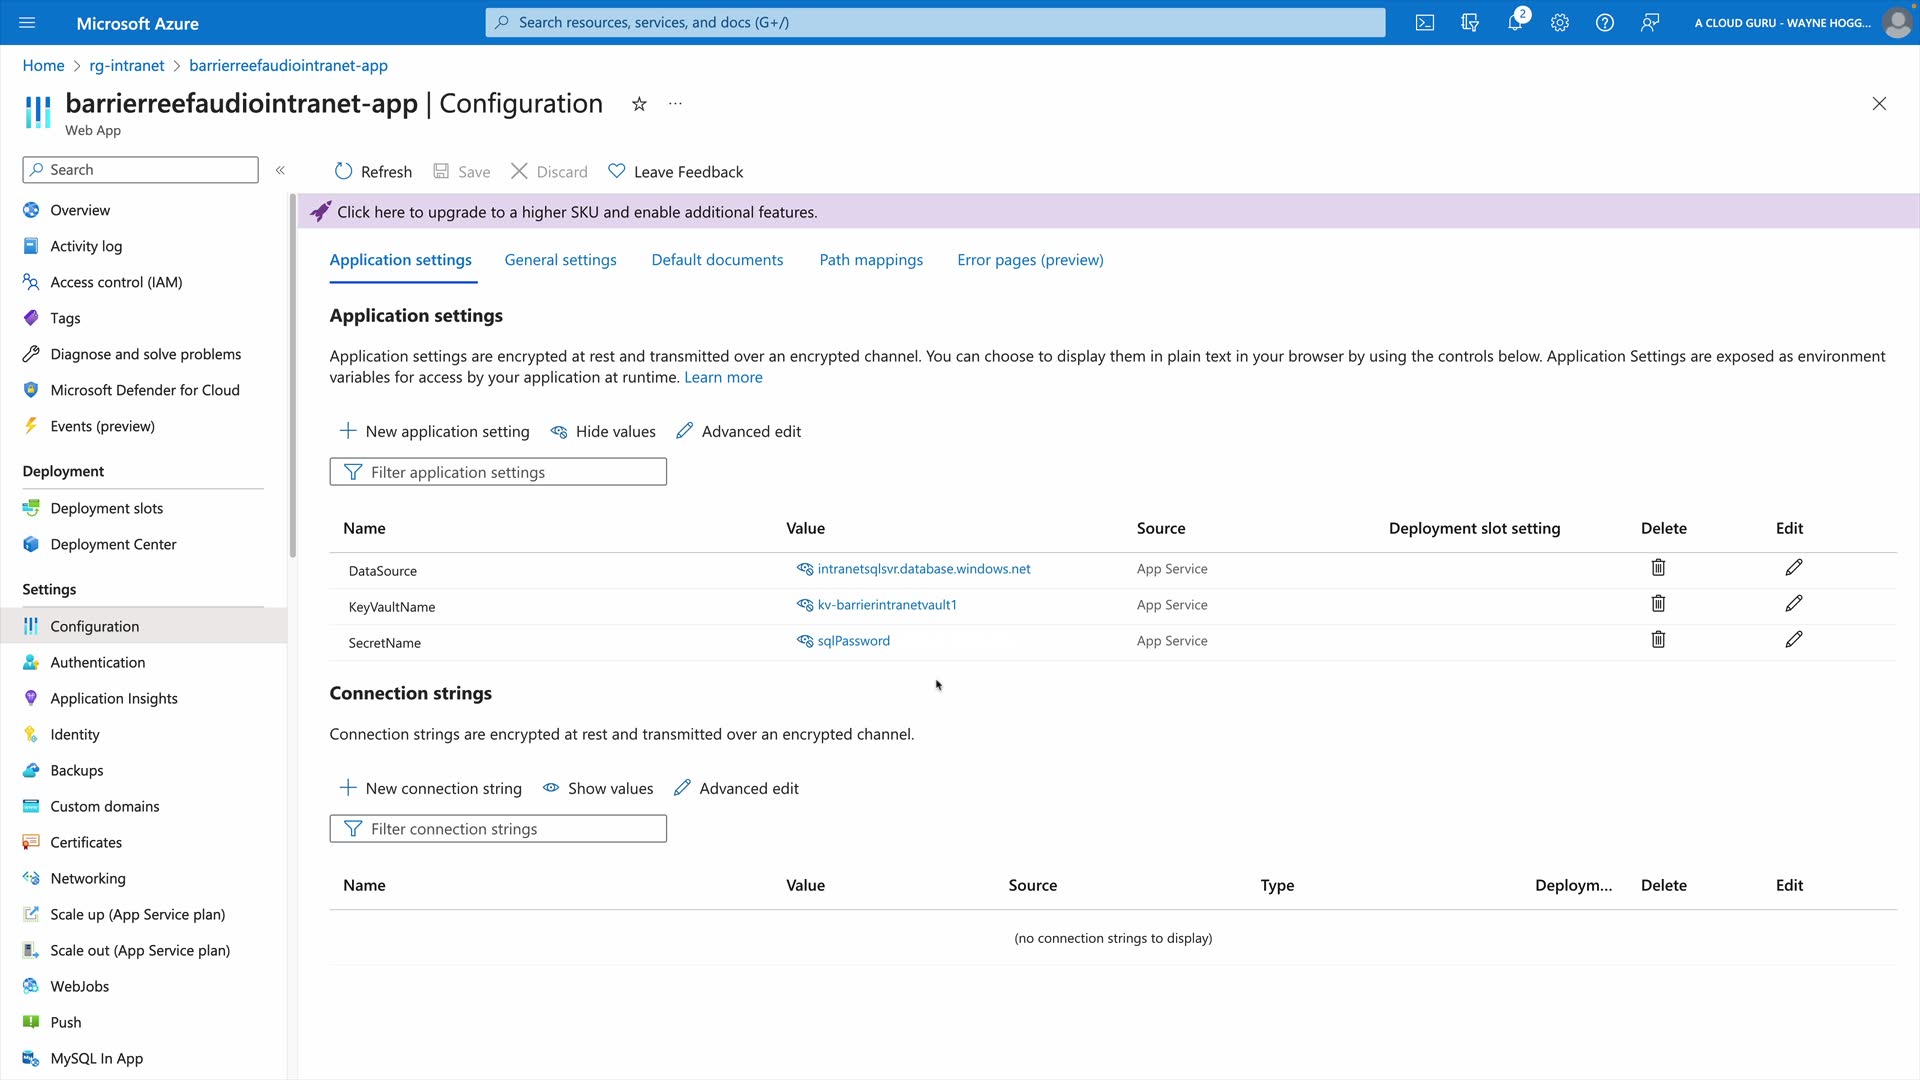 Microsoft Azure
Search resources, services, and docs (G+/)
2
A CLOUD GURU - WAYNE HOGG...
Home > rg-intranet > barrierreefaudiointranet-app
barrierreefaudiointranet-app | Configuration
Web App
Search
Refresh
Save
Discard
Leave Feedback
Click here to upgrade to a higher SKU and enable additional features.
Overview
Activity log
Access control (IAM)
Tags
Diagnose and solve problems
Microsoft Defender for Cloud
Events (preview)
Deployment
Deployment slots
Deployment Center
Settings
Configuration
Authentication
Application Insights
Identity
Backups
Custom domains
Certificates
Networking
Scale up (App Service plan)
Scale out (App Service plan)
WebJobs
Push
MySQL In App
Application settings
General settings
Default documents
Path mappings
Error pages (preview)
Application settings
Application settings are encrypted at rest and transmitted over an encrypted channel. You can choose to display them in plain text in your browser by using the controls below. Application Settings are exposed as environment
variables for access by your application at runtime. Learn more
New application setting
Hide values
Advanced edit
Filter application settings
Name Value Source Deployment slot setting Delete Edit
DataSource intranetsqlsvr.database.windows.net App Service
KeyVaultName kv-barrierintranetvault1 App Service
SecretName sqlPassword App Service
Connection strings
Connection strings are encrypted at rest and transmitted over an encrypted channel.
New connection string
Show values
Advanced edit
Filter connection strings
Name Value Source Type Deploym... Delete Edit
(no connection strings to display)